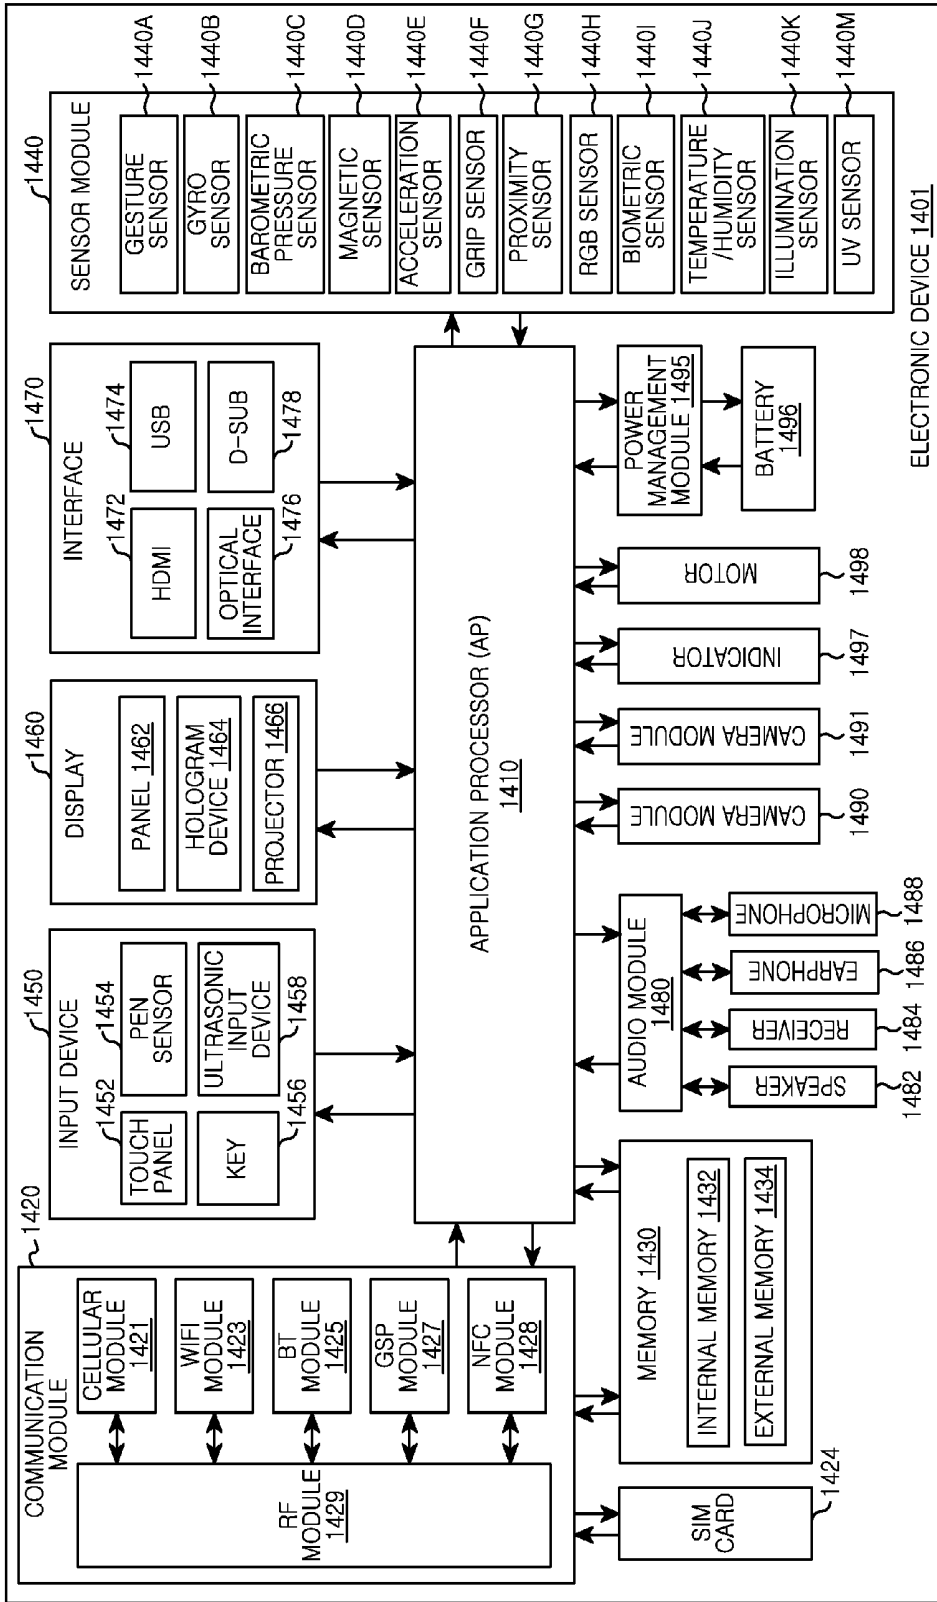 COMMUNICATION
MODULE
1420
RF
MODULE
1429
CELLULAR
MODULE
1421
WIFI
MODULE
1423
BT
MODULE
1425
GSP
MODULE
1427
NFC
MODULE
1428
INPUT DEVICE
1450
1452
TOUCH
PANEL
1454
PEN
SENSOR
KEY
1456
ULTRASONIC
INPUT
DEVICE
1458
DISPLAY
1460
PANEL 1462
HOLOGRAM
DEVICE 1464
PROJECTOR 1466
INTERFACE
1470
1472
HDMI
1474
USB
OPTICAL
INTERFACE
1476
D-SUB
1478
SENSOR MODULE
1440
GESTURE
SENSOR
1440A
GYRO
SENSOR
1440B
BAROMETRIC
PRESSURE
SENSOR
1440C
MAGNETIC
SENSOR
1440D
ACCELERATION
SENSOR
1440E
GRIP SENSOR
1440F
PROXIMITY
SENSOR
1440G
RGB SENSOR
1440H
BIOMETRIC
SENSOR
1440I
TEMPERATURE
/HUMIDITY
SENSOR
1440J
ILLUMINATION
SENSOR
1440K
UV SENSOR
1440M
APPLICATION PROCESSOR (AP)
1410
SIM
CARD
1424
MEMORY 1430
INTERNAL MEMORY 1432
EXTERNAL MEMORY 1434
AUDIO MODULE
1480
SPEAKER
1482
RECEIVER
1484
EARPHONE
1486
MICROPHONE
1488
CAMERA MODULE
1490
CAMERA MODULE
1491
INDICATOR
1497
MOTOR
1498
POWER
MANAGEMENT
MODULE 1495
BATTERY
1496
ELECTRONIC DEVICE 1401